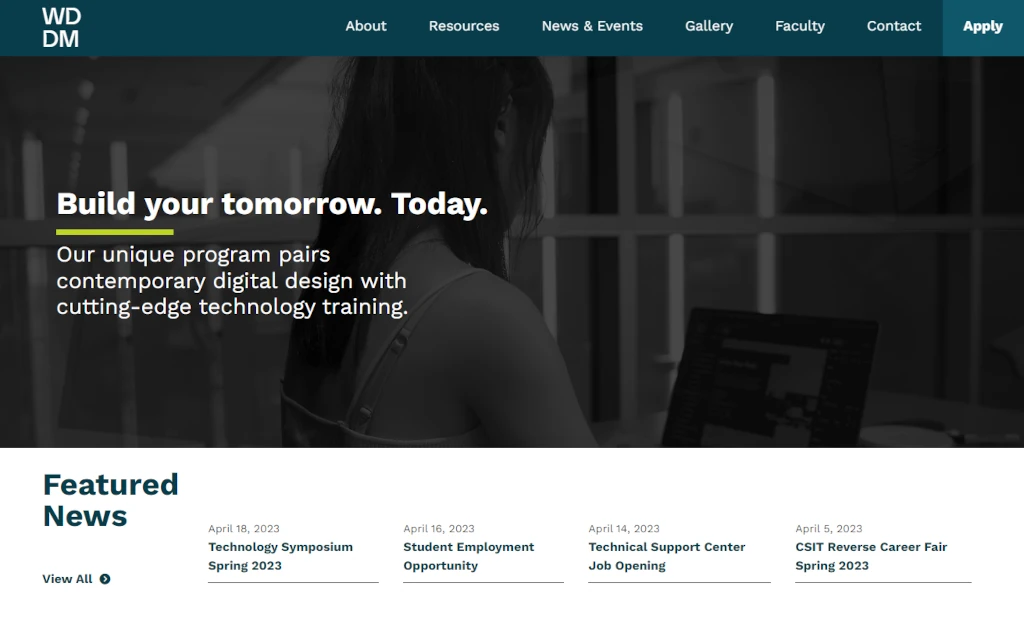 WD
DM
About
Resources
News & Events
Gallery
Faculty
Contact
Apply
Build your tomorrow. Today.
Our unique program pairs
contemporary digital design with
cutting-edge technology training.
Featured
News
View All
April 18, 2023
Technology Symposium
Spring 2023
April 16, 2023
Student Employment
Opportunity
April 14, 2023
Technical Support Center
Job Opening
April 5, 2023
CSIT Reverse Career Fair
Spring 2023